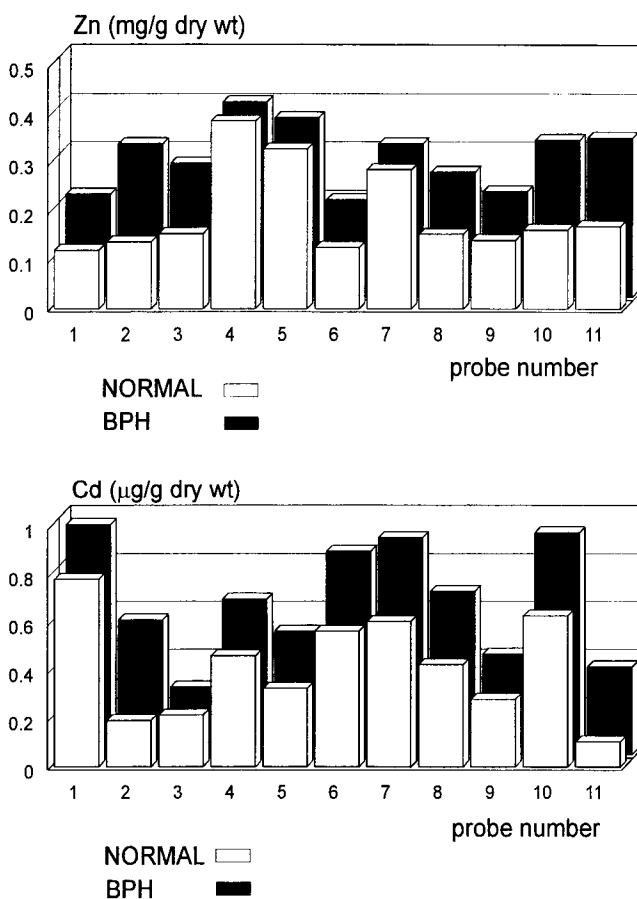 Zn (mg/g dry wt)
0.5
0.4
0.3
0.2
0.1
0
1 2 3 4 5 6 7 8 9 10 11
probe number
NORMAL
BPH
Cd (µg/g dry wt)
1
0.8
0.6
0.4
0.2
0
1 2 3 4 5 6 7 8 9 10 11
probe number
NORMAL
BPH